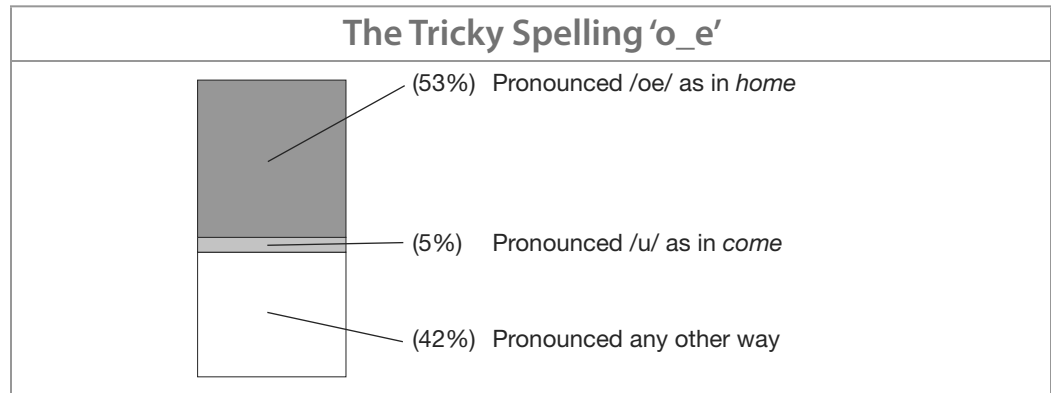 The Tricky Spelling ‘o_e’
(53%) Pronounced /oe/ as in home
(5%) Pronounced /u/ as in come
(42%) Pronounced any other way